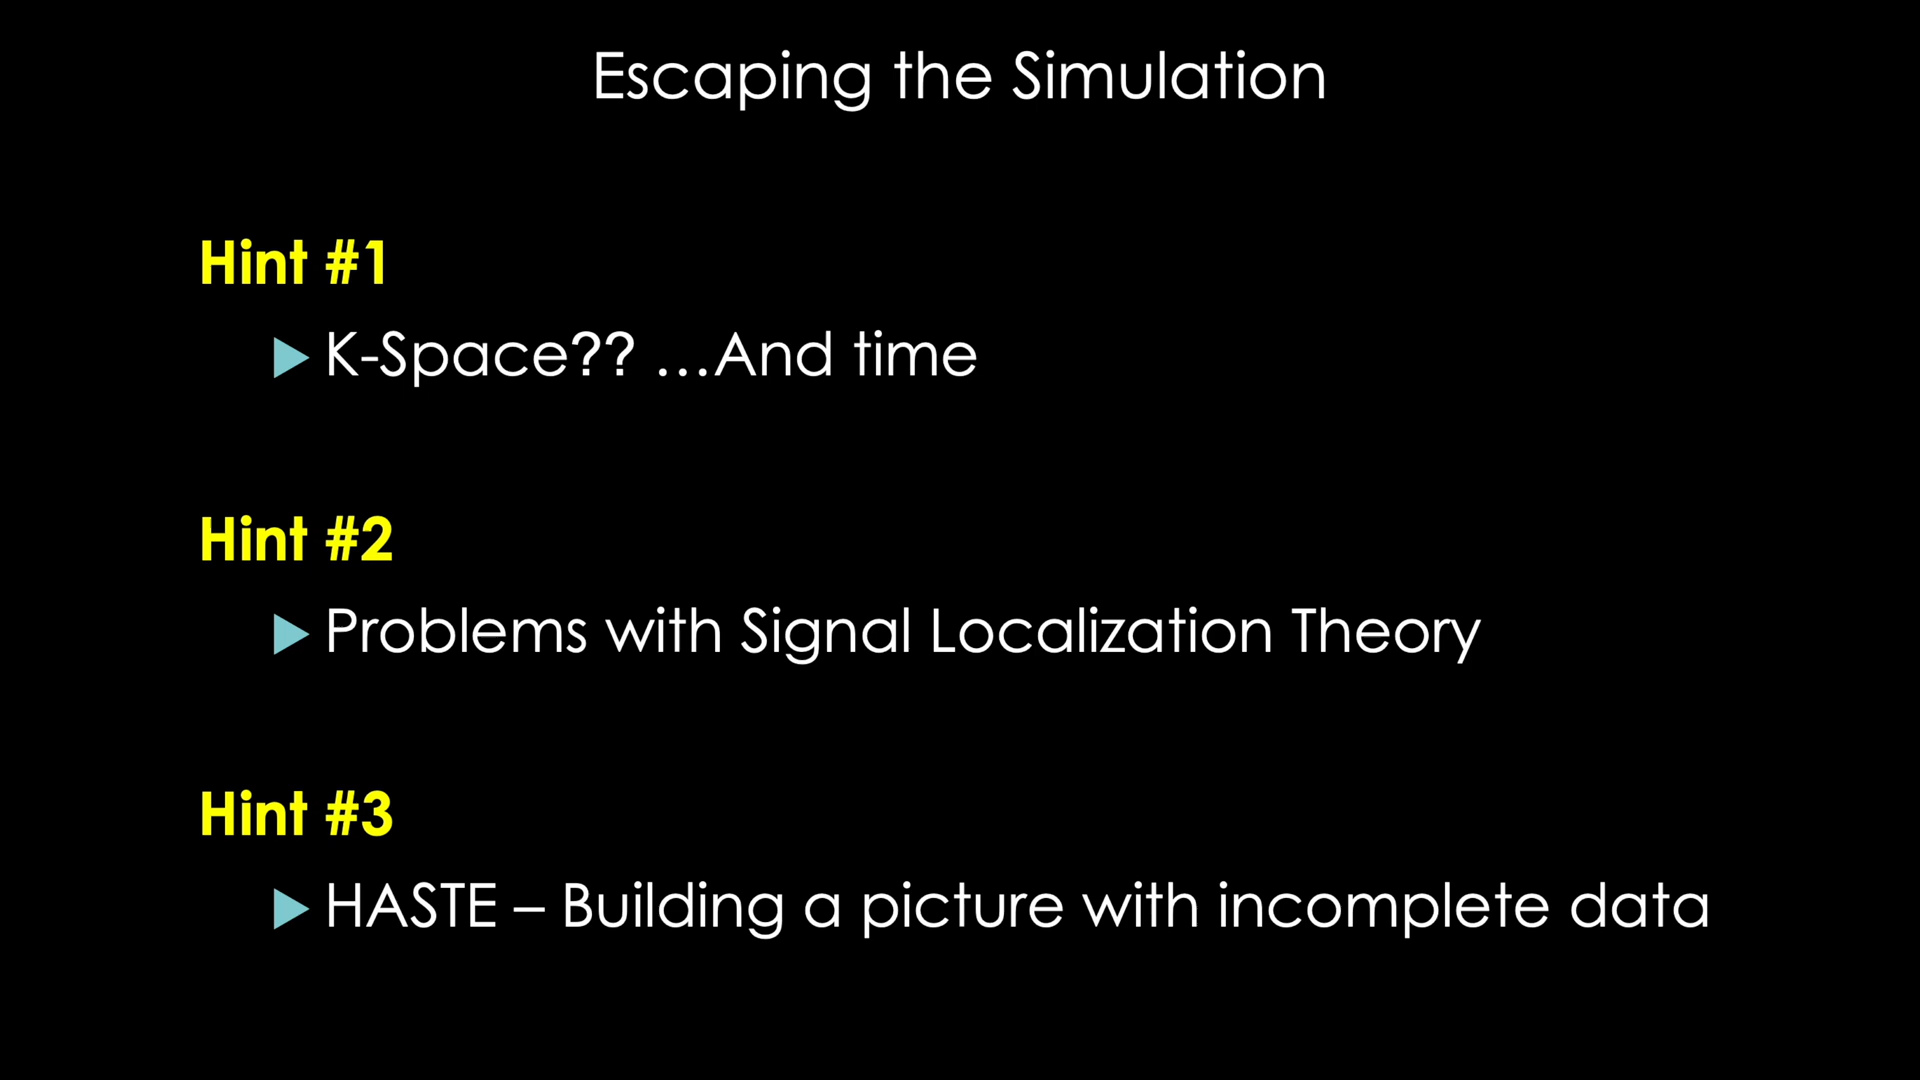 Escaping the Simulation
Hint #1
K-Space?? ...And time
Hint #2
Problems with Signal Localization Theory
Hint #3
HASTE – Building a picture with incomplete data